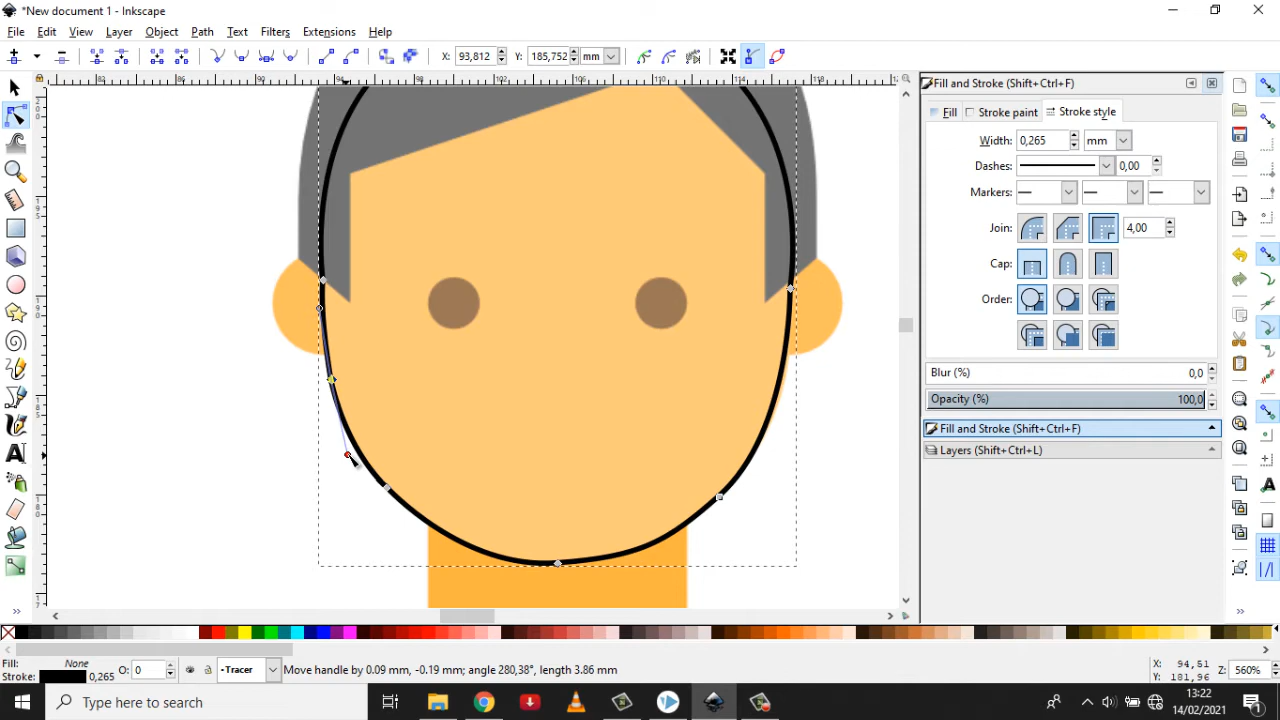 *New document 1 - Inkscape
File Edit View Layer Object Path Text Filters Extensions Help
X: 93,812 Y: 185,752 mm
Fill and Stroke (Shift+Ctrl+F)
Fill Stroke paint Stroke style
Width: 0,265 mm
Dashes: 0,00
Markers:
Join: 4,00
Cap:
Order:
Blur (%) 0,0
Opacity (%) 100,0
Fill and Stroke (Shift+Ctrl+F)
Layers (Shift+Ctrl+L)
Fill: None O: 0 Tracer Move handle by 0.09 mm, -0.19 mm; angle 280,38°, length 3.86 mm X: 94,51 Z: 560%
Stroke: 0,265 Y: 181,96
Type here to search
13:22
14/02/2021